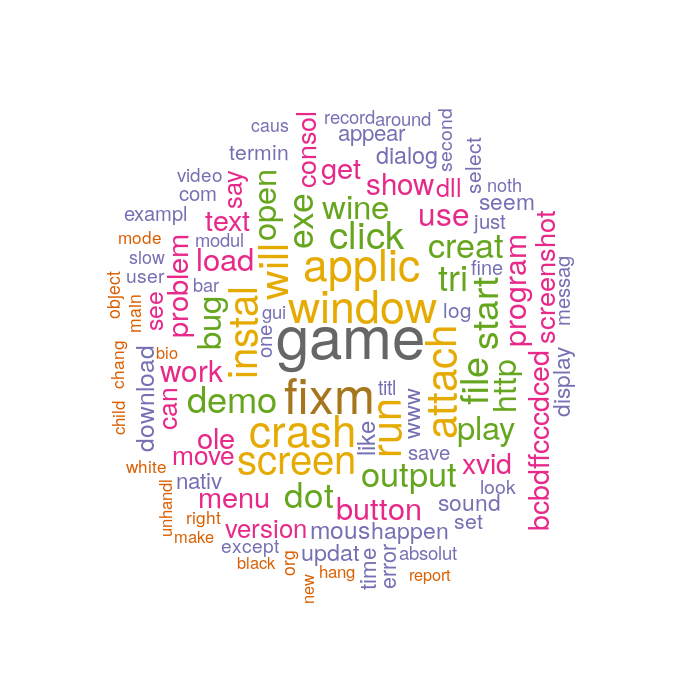 caus
record
around
appear
second
consol
termin
dialog
select
video
com
say
get
show
dll
noth
seem
open
exe
wine
use
just
exampl
text
click
creat
mode
modul
load
will
applic
tri
fine
slow
user
bar
problem
see
object
main
bug
instal
gui
one
window
log
start
program
screenshot
messag
game
chang
bio
work
fixm
titl
attach
file
http
display
child
download
can
demo
crash
run
www
play
like
white
ole
move
screen
save
xvid
bcbdffcccdced
nativ
output
look
unhandl
menu
dot
button
sound
right
version
mous
happen
set
make
except
updat
absolut
black
org
hang
time
error
report
new